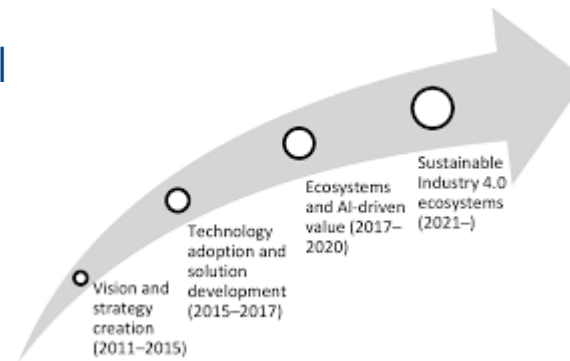 Vision and
strategy
creation
(2011–2015)
Technology
adoption and
solution
development
(2015–2017)
Ecosystems
and AI-driven
value (2017–
2020)
Sustainable
Industry 4.0
ecosystems
(2021–)